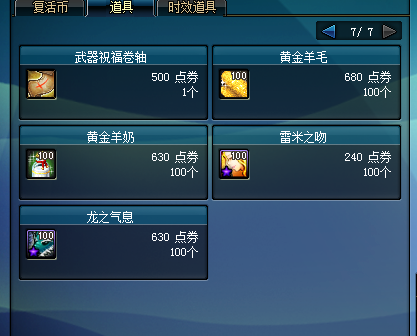 复活币 道具 时效道具
7/ 7
武器祝福卷轴
500 点券
1个
黄金羊毛
100
680 点券
100个
黄金羊奶
100
630 点券
100个
雷米之吻
100
240 点券
100个
龙之气息
100
630 点券
100个